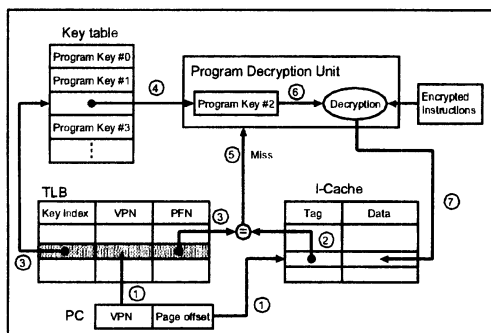 Key table
Program Key #0
Program Key #1
Program Key #3
Program Decryption Unit
④
Program Key #2
⑥
Decryption
Encrypted
Instructions
⑤
Miss
⑦
TLB
Key Index
VPN
PFN
③
=
I-Cache
Tag
Data
②
③
①
①
PC
VPN
Page offset